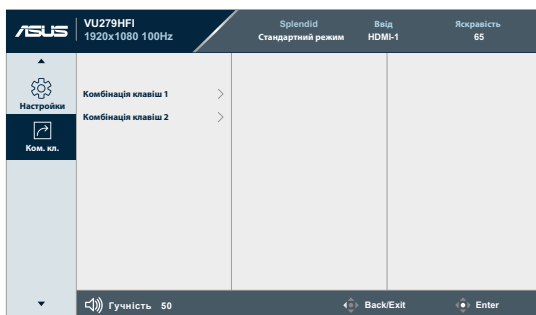 ASUS
VU279HFI
1920x1080 100Hz
Splendid
Стандартний режим
Ввід
HDMI-1
Яскравість
65
Настройки
Ком. кл.
Комбінація клавіш 1
Комбінація клавіш 2
Гучність 50
Back/Exit
Enter